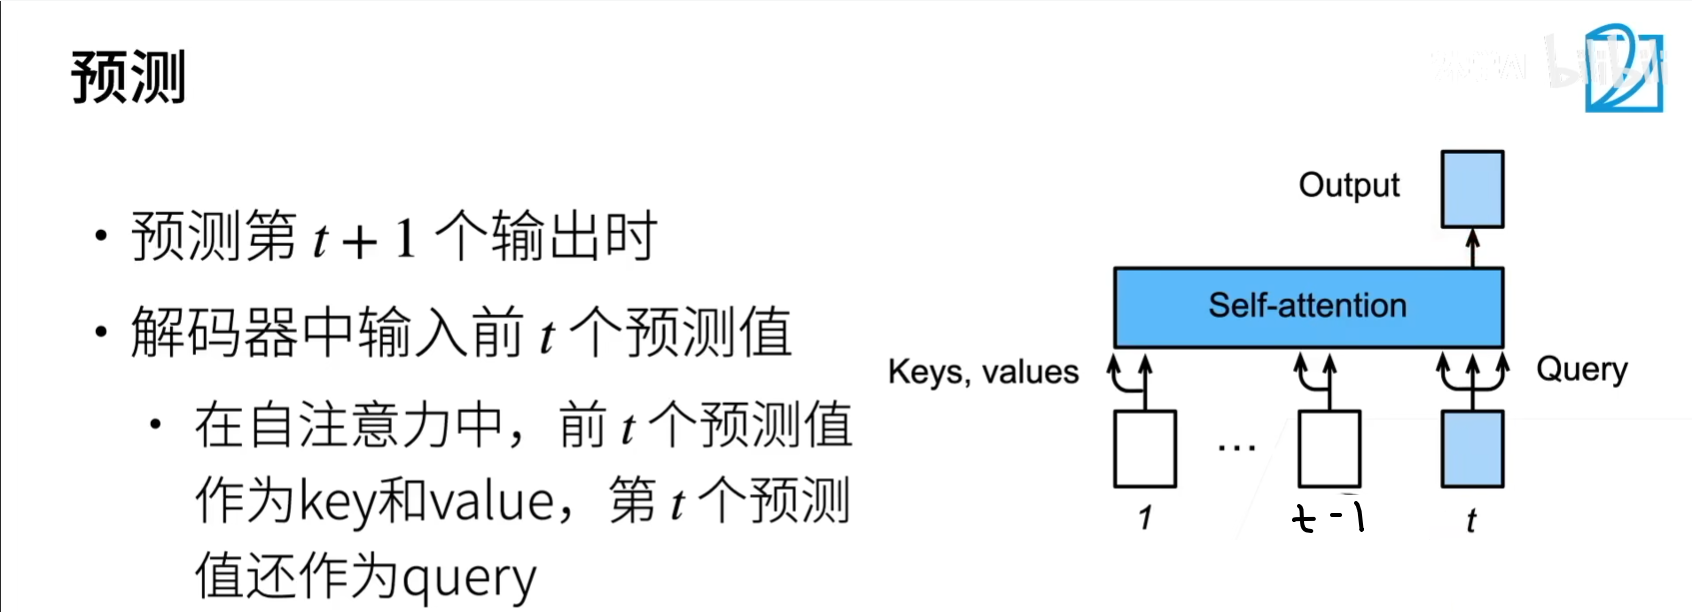 预测
bilibili
• 预测第 t + 1 个输出时
• 解码器中输入前 t 个预测值
• 在自注意力中，前 t 个预测值
作为key和value，第 t 个预测
值还作为query
Output
Self-attention
Keys, values
Query
...
1
t-1
t